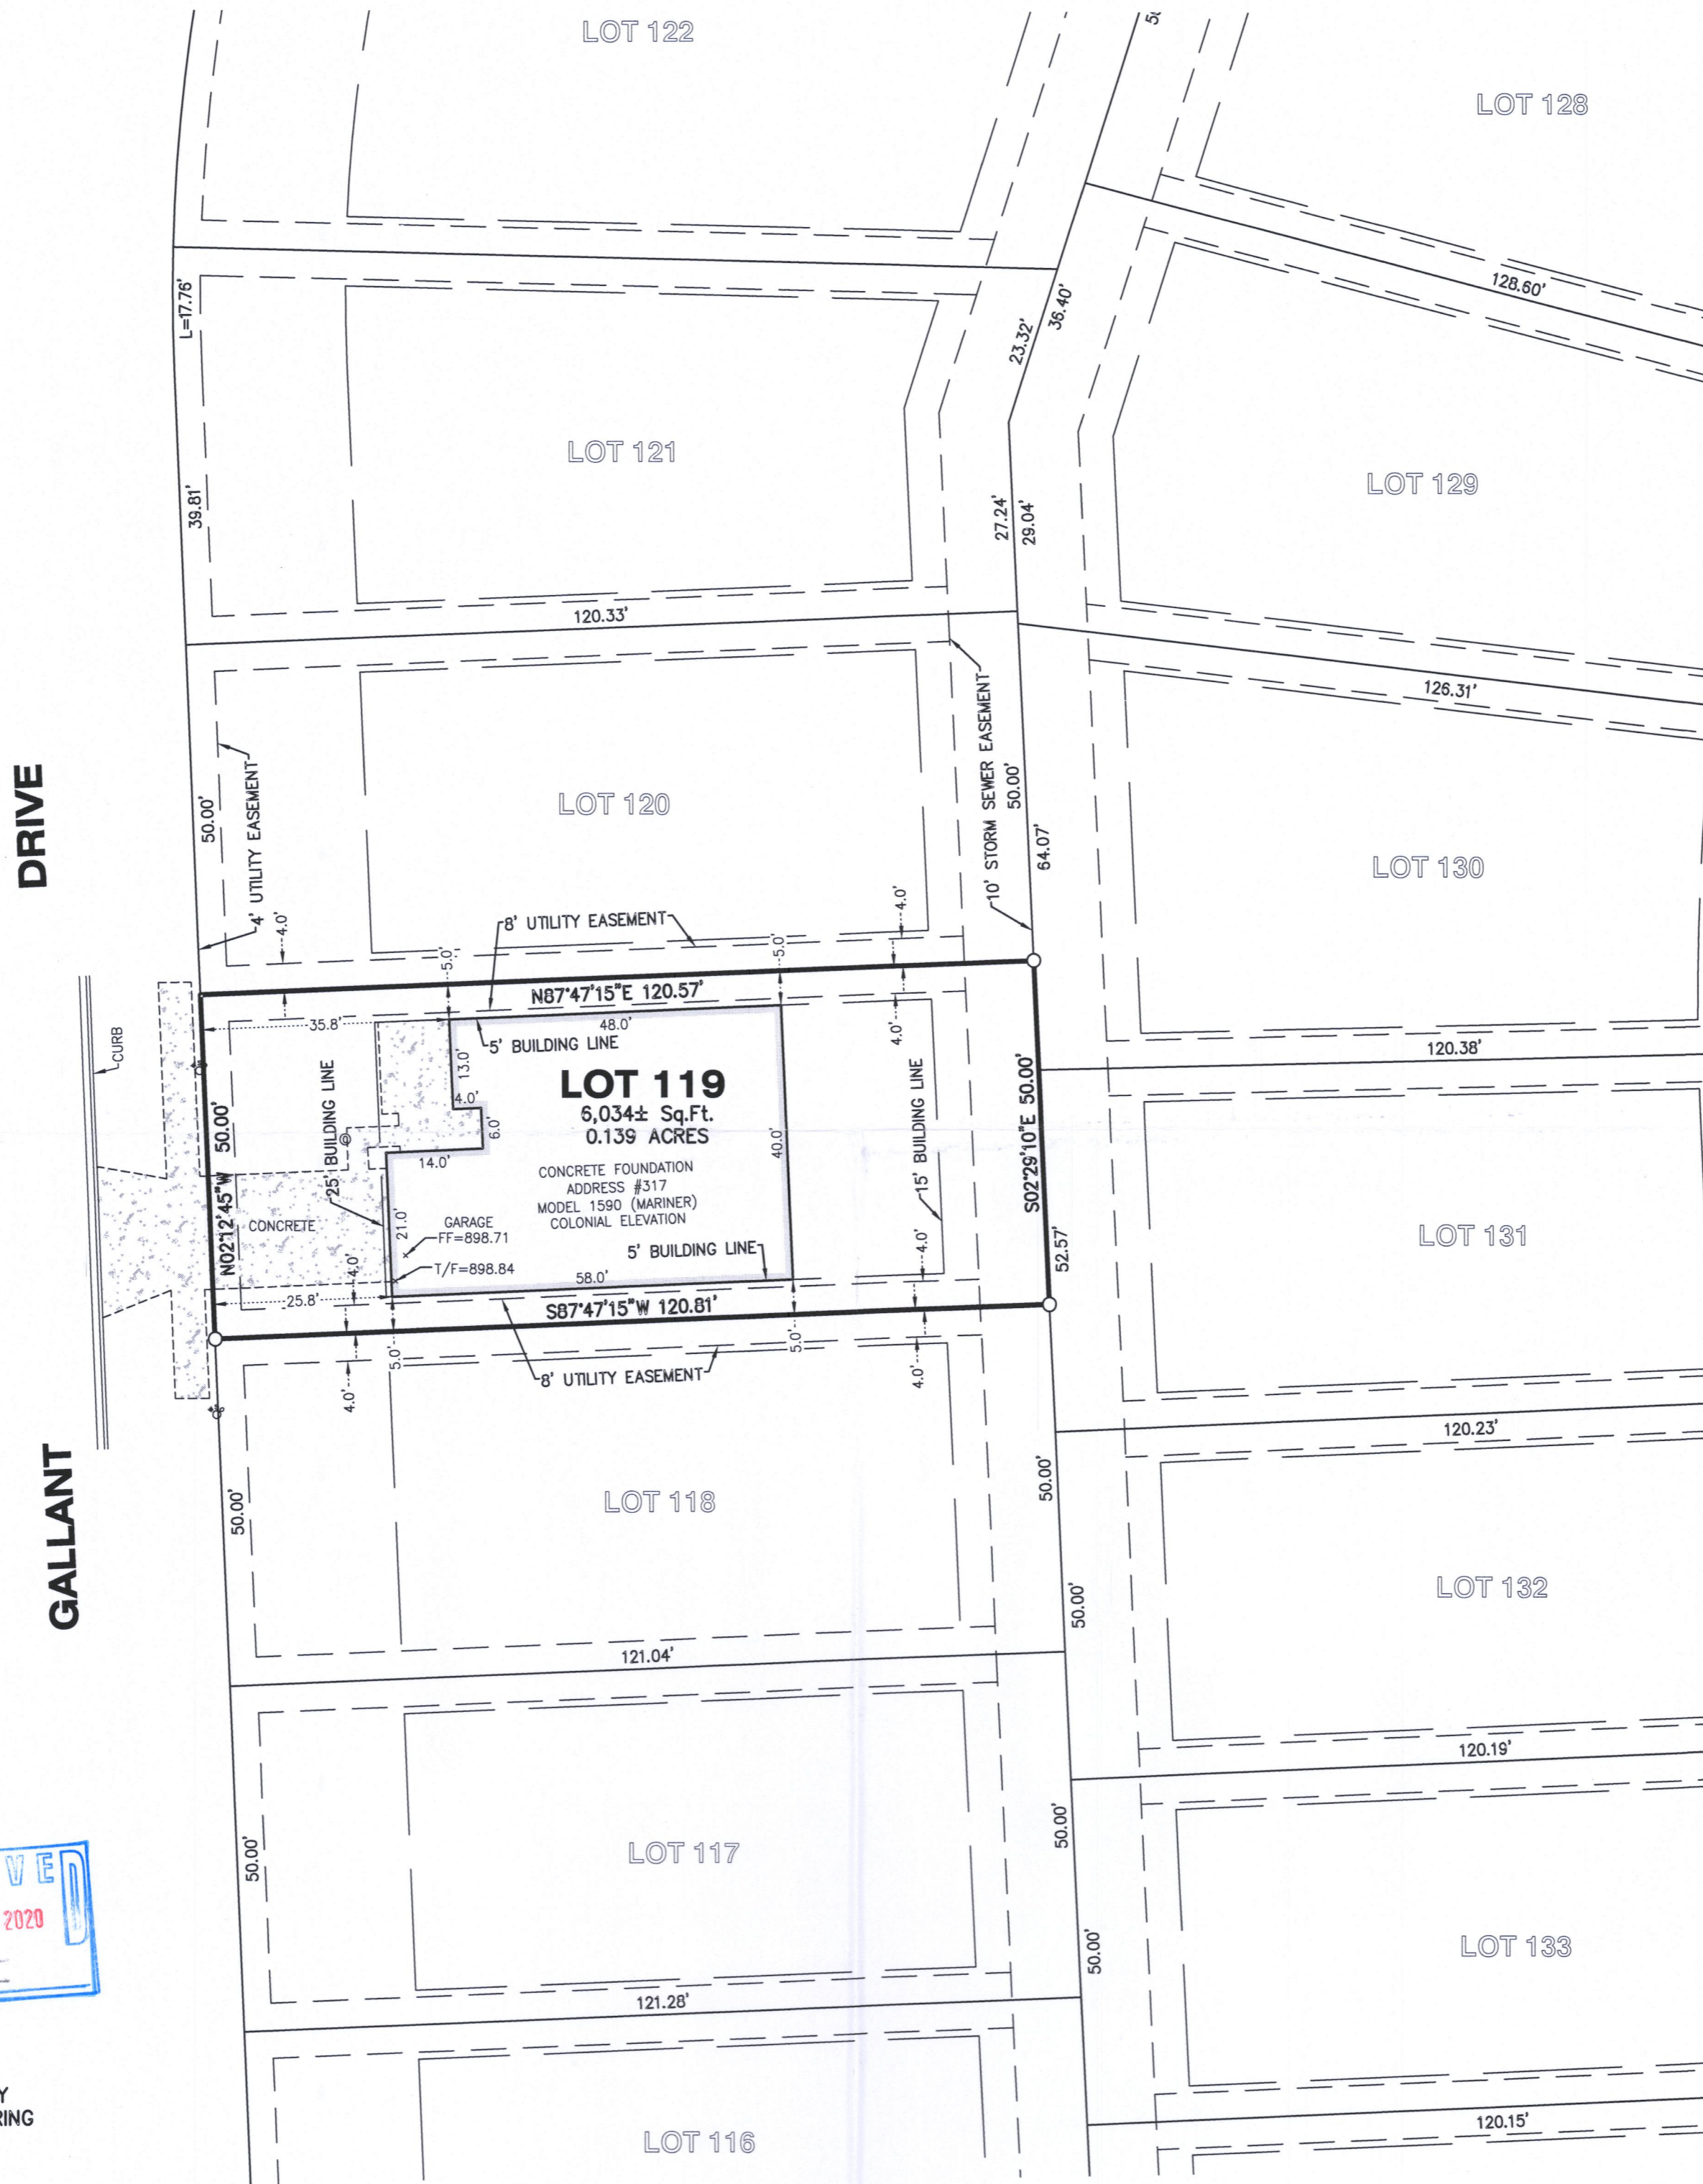 LOT 122
5
LOT 128
L=17.76'
128.60'
36.40'
23.32'
LOT 121
LOT 129
39.81'
27.24'
29.04'
120.33'
126.31'
DRIVE
50.00'
4' UTILITY EASEMENT
LOT 120
10' STORM SEWER EASEMENT
50.00'
64.07'
LOT 130
4.0'
8' UTILITY EASEMENT
4.0'
5.0'
5.0'
N87°47'15"E 120.57'
35.8'
48.0'
CURB
5' BUILDING LINE
4.0'
120.38'
13.0'
LOT 119
6,034± Sq.Ft.
0.139 ACRES
4.0'
6.0'
40.0'
25' BUILDING LINE
15' BUILDING LINE
S02°29'10"E 50.00'
N02°12'45"W 50.00'
14.0'
CONCRETE FOUNDATION
ADDRESS #317
MODEL 1590 (MARINER)
COLONIAL ELEVATION
CONCRETE
21.0'
GARAGE
FF=898.71
T/F=898.84
5' BUILDING LINE
4.0'
4.0'
52.57'
LOT 131
58.0'
25.8'
S87°47'15"W 120.81'
5.0'
5.0'
4.0'
8' UTILITY EASEMENT
4.0'
120.23'
GALLANT
50.00'
LOT 118
50.00'
50.00'
LOT 132
121.04'
120.19'
50.00'
LOT 117
50.00'
VED
2020
50.00'
LOT 133
121.28'
Y
RING
LOT 116
120.15'